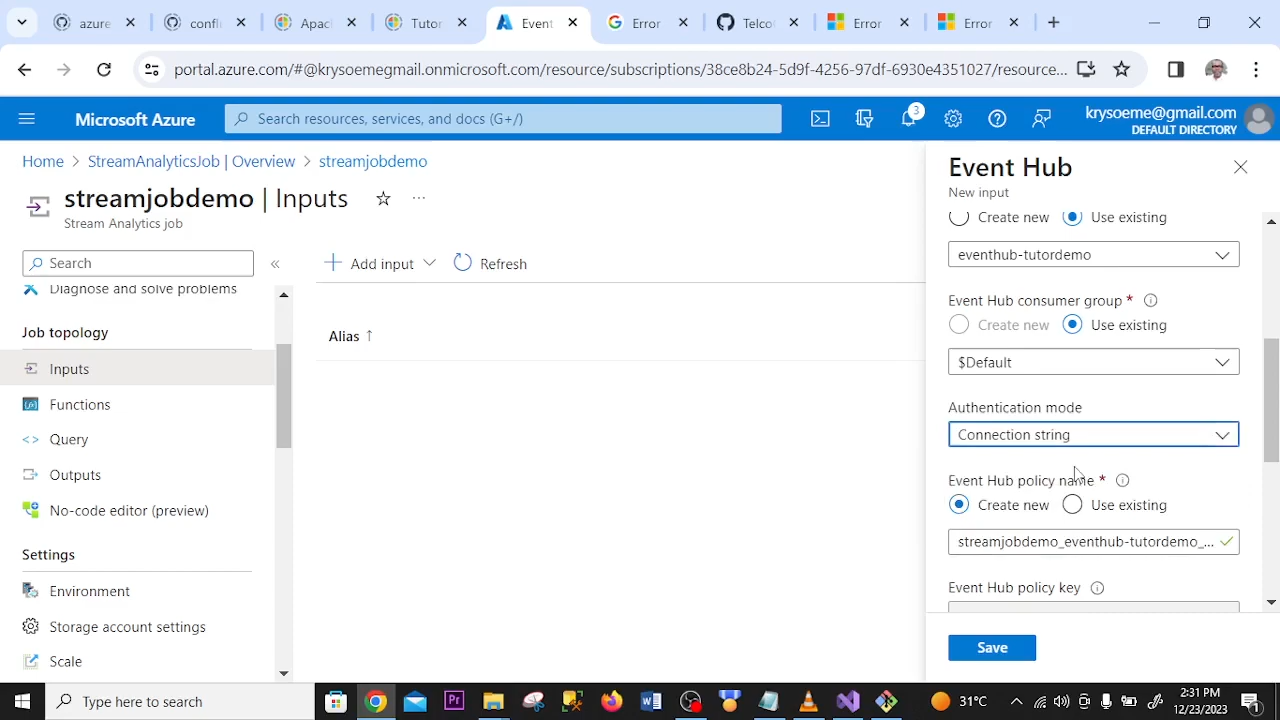 azure
confl
Apac
Tutor
Event
Error
Telco
Error
Error
portal.azure.com/#@krysoemegmail.onmicrosoft.com/resource/subscriptions/38ce8b24-5d9f-4256-97df-6930e4351027/resource...
Microsoft Azure
Search resources, services, and docs (G+/)
3
krysoeme@gmail.com
DEFAULT DIRECTORY
Home > StreamAnalyticsJob | Overview > streamjobdemo
streamjobdemo | Inputs
Stream Analytics job
Search
Add input
Refresh
Diagnose and solve problems
Job topology
Inputs
Functions
Query
Outputs
No-code editor (preview)
Settings
Environment
Storage account settings
Scale
Alias ↑
Event Hub
New input
Create new
Use existing
eventhub-tutordemo
Event Hub consumer group *
Create new
Use existing
$Default
Authentication mode
Connection string
Event Hub policy name *
Create new
Use existing
streamjobdemo_eventhub-tutordemo_...
Event Hub policy key
Save
Type here to search
31°C
2:31 PM
12/23/2023
1